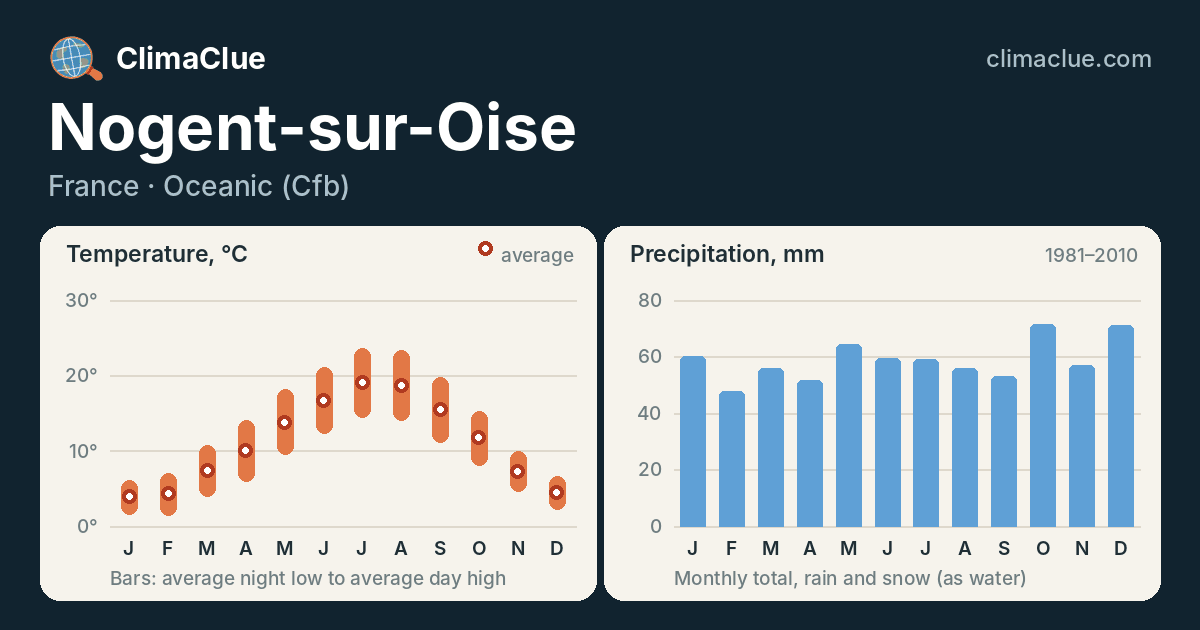 ClimaClue
climaclue.com
Nogent-sur-Oise
France · Oceanic (Cfb)
Temperature, °C
average
30°
20°
10°
0°
J F M A M J J A S O N D
Bars: average night low to average day high
Precipitation, mm
1981–2010
80
60
40
20
0
J F M A M J J A S O N D
Monthly total, rain and snow (as water)